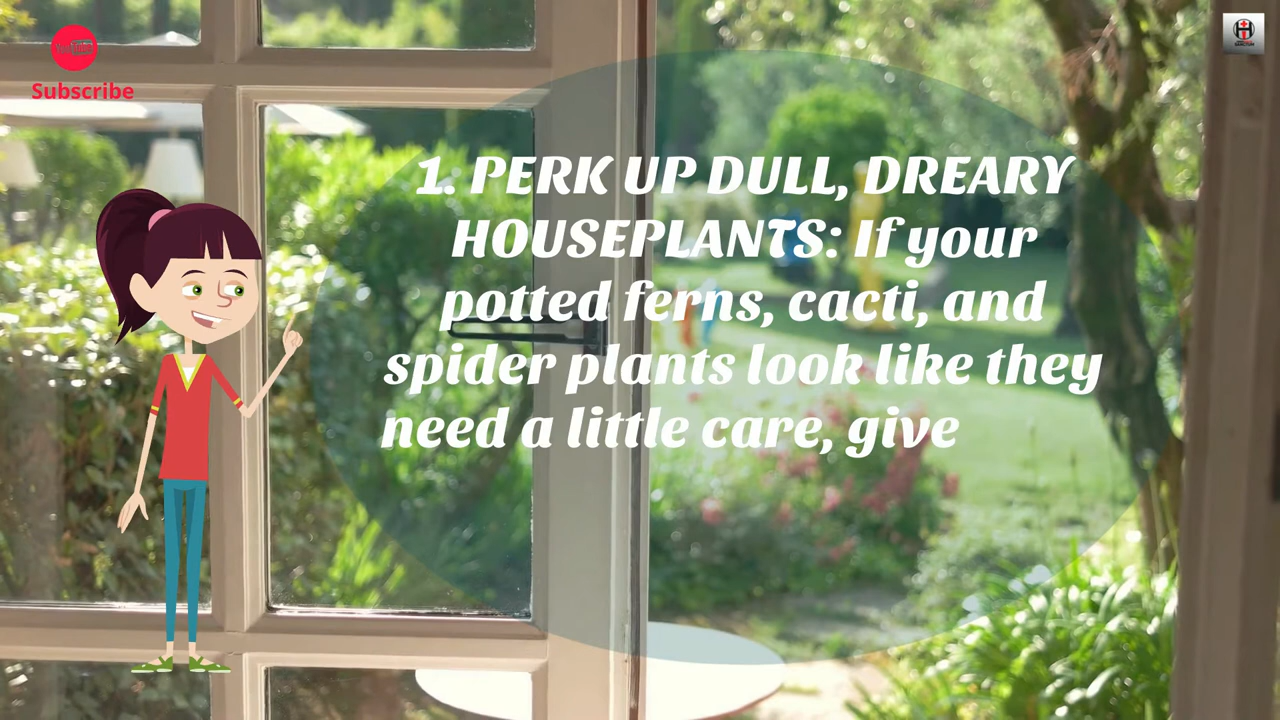 Subscribe
1. PERK UP DULL, DREARY
HOUSEPLANTS: If your
potted ferns, cacti, and
spider plants look like they
need a little care, give